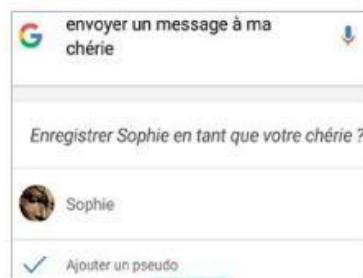 envoyer un message à ma
chérie
Enregistrer Sophie en tant que votre chérie ?
Sophie
Ajouter un pseudo